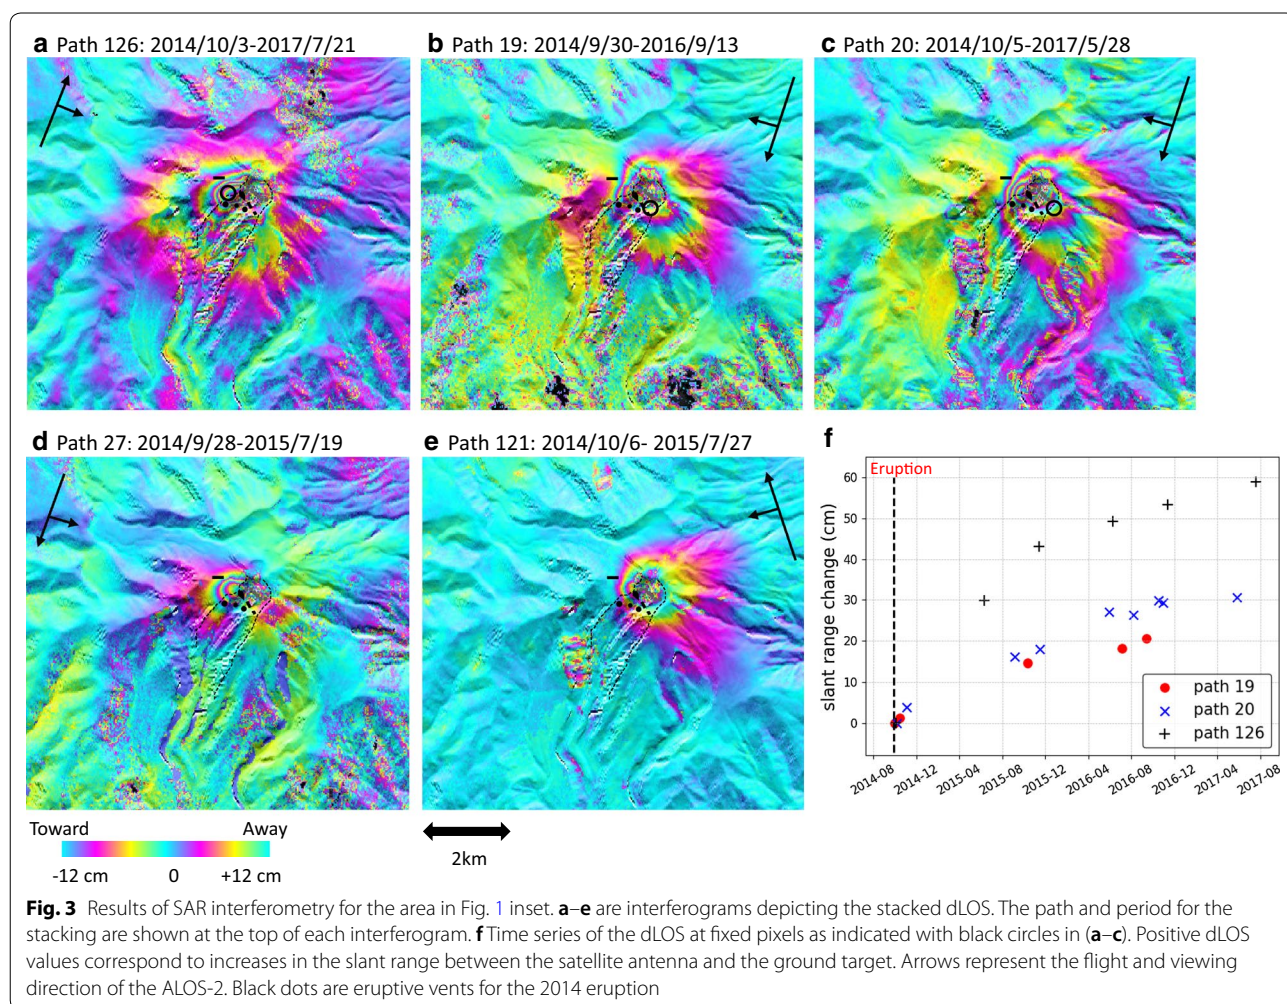 a Path 126: 2014/10/3-2017/7/21
b Path 19: 2014/9/30-2016/9/13
c Path 20: 2014/10/5-2017/5/28
d Path 27: 2014/9/28-2015/7/19
e Path 121: 2014/10/6- 2015/7/27
f
Eruption
slant range change (cm)
60
50
40
30
20
10
0
path 19
path 20
path 126
2014-08
2014-12
2015-04
2015-08
2015-12
2016-04
2016-08
2016-12
2017-04
2017-08
Toward Away
-12 cm 0 +12 cm
2km
Fig. 3 Results of SAR interferometry for the area in Fig. 1 inset. a–e are interferograms depicting the stacked dLOS. The path and period for the
stacking are shown at the top of each interferogram. f Time series of the dLOS at fixed pixels as indicated with black circles in (a–c). Positive dLOS
values correspond to increases in the slant range between the satellite antenna and the ground target. Arrows represent the flight and viewing
direction of the ALOS-2. Black dots are eruptive vents for the 2014 eruption